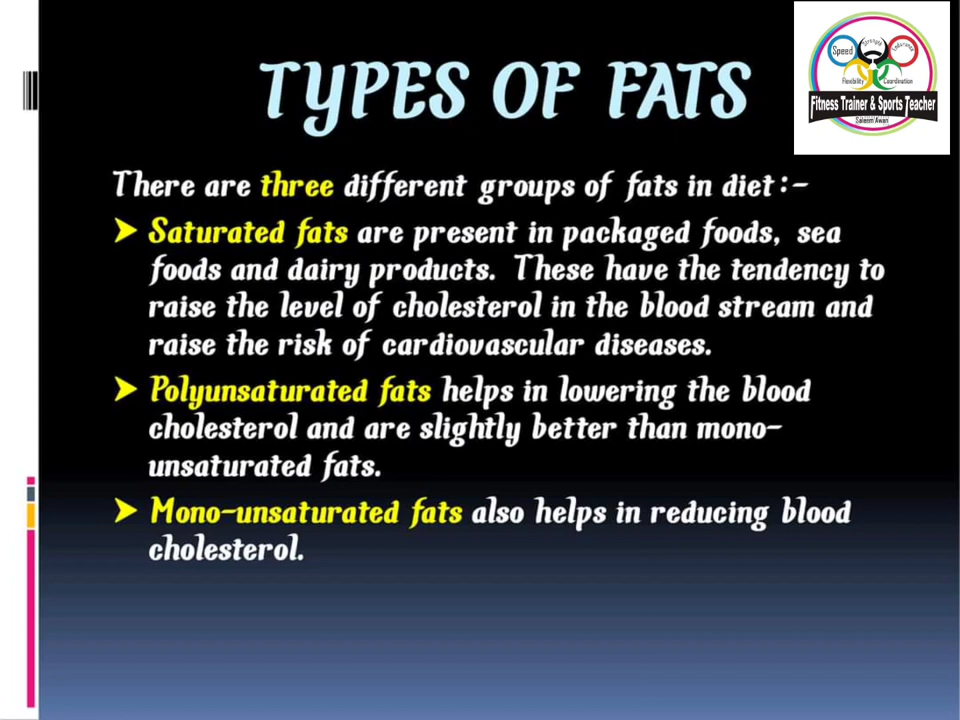 Speed
Strength
Endurance
Flexibility
Coordination
Fitness Trainer & Sports Teacher
Saleem Awan
TYPES OF FATS
There are three different groups of fats in diet:-
➤ Saturated fats are present in packaged foods, sea
foods and dairy products. These have the tendency to
raise the level of cholesterol in the blood stream and
raise the risk of cardiovascular diseases.
➤ Polyunsaturated fats helps in lowering the blood
cholesterol and are slightly better than mono-
unsaturated fats.
➤ Mono-unsaturated fats also helps in reducing blood
cholesterol.